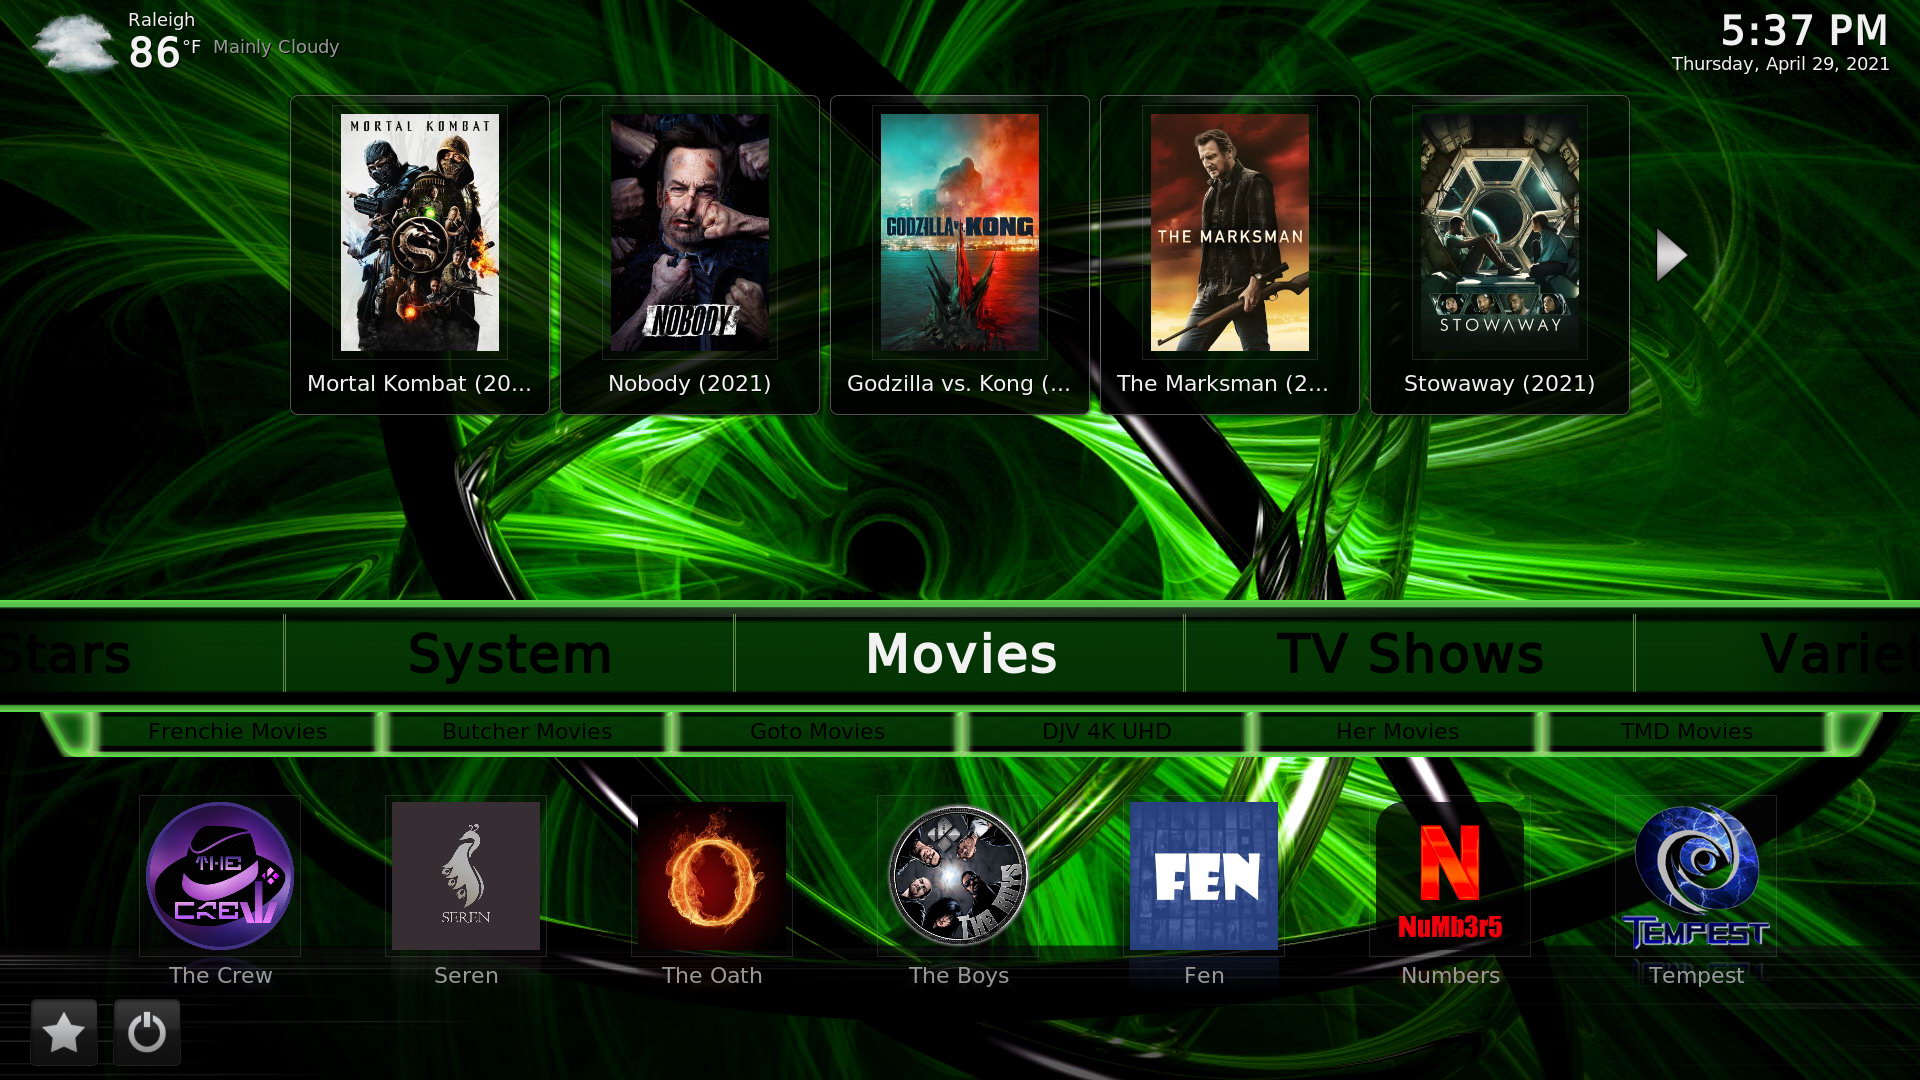 Raleigh
86°F Mainly Cloudy
5:37 PM
Thursday, April 29, 2021
MORTAL KOMBAT
NOBODY
GODZILLA vs. KONG
THE MARKSMAN
STOWAWAY
Mortal Kombat (20...
Nobody (2021)
Godzilla vs. Kong (...
The Marksman (2...
Stowaway (2021)
Stars
System
Movies
TV Shows
Variet
Frenchie Movies
Butcher Movies
Goto Movies
DJV 4K UHD
Her Movies
TMD Movies
THE CREW
SEREN
O
THE BOYS
FEN
N
NuMb3r5
TEMPEST
The Crew
Seren
The Oath
The Boys
Fen
Numbers
Tempest